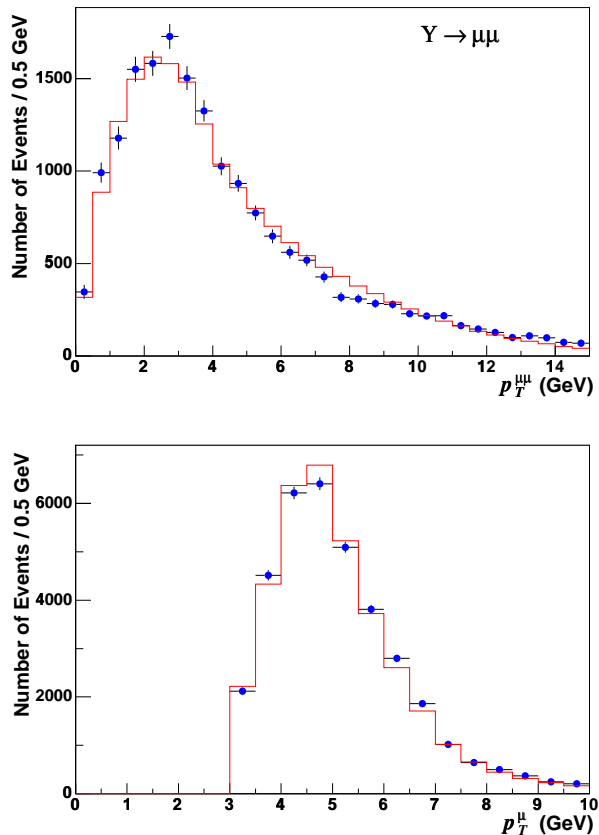 Υ → μμ
Number of Events / 0.5 GeV
1500
1000
500
0
0 2 4 6 8 10 12 14
p_T^μμ (GeV)
Number of Events / 0.5 GeV
6000
4000
2000
0
0 1 2 3 4 5 6 7 8 9 10
p_T^μ (GeV)